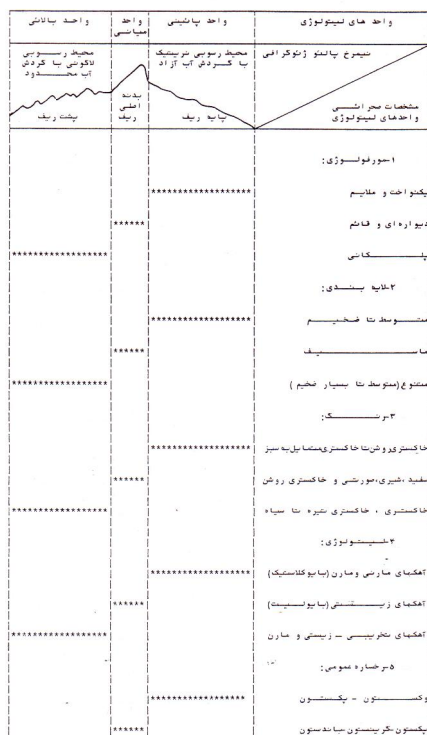 واحد های لیتولوژی
واحد پائینی
واحد میانی
واحد بالائی
نیمرخ پالئو ژئوگرافی
مشخصات صحرائی
واحدهای لیتولوژی
محیط رسوبی نریتیک
با گردش آب آزاد
پایه ریف
بدنه
اصلی
ریف
محیط رسوبی
لاگونی با گردش
آب محدود
پشت ریف
۱-مورفولوژی:
یکنواخت و ملایم
******************
دیواره ای و قائم
******
پلکانی
******************
۲-لایه بندی:
متوسط تا ضخیم
******************
ماسیف
******
متنوع (متوسط تا بسیار ضخیم)
******************
۳-رنگ:
خاکستری روشن تا خاکستری متمایل به سبز
******************
سفید، شیری، صورتی و خاکستری روشن
******
خاکستری، خاکستری تیره تا سیاه
******************
۴-لیتولوژی:
آهکهای مارنی و مارن (بایوکلاستیک)
******************
آهکهای زیستی (بایولیت)
******
آهکهای تخریبی - زیستی و مارن
******************
۵-رخساره عمومی:
وکستون - پکستون
******************
پکستون-گرینستون-باندستون
******